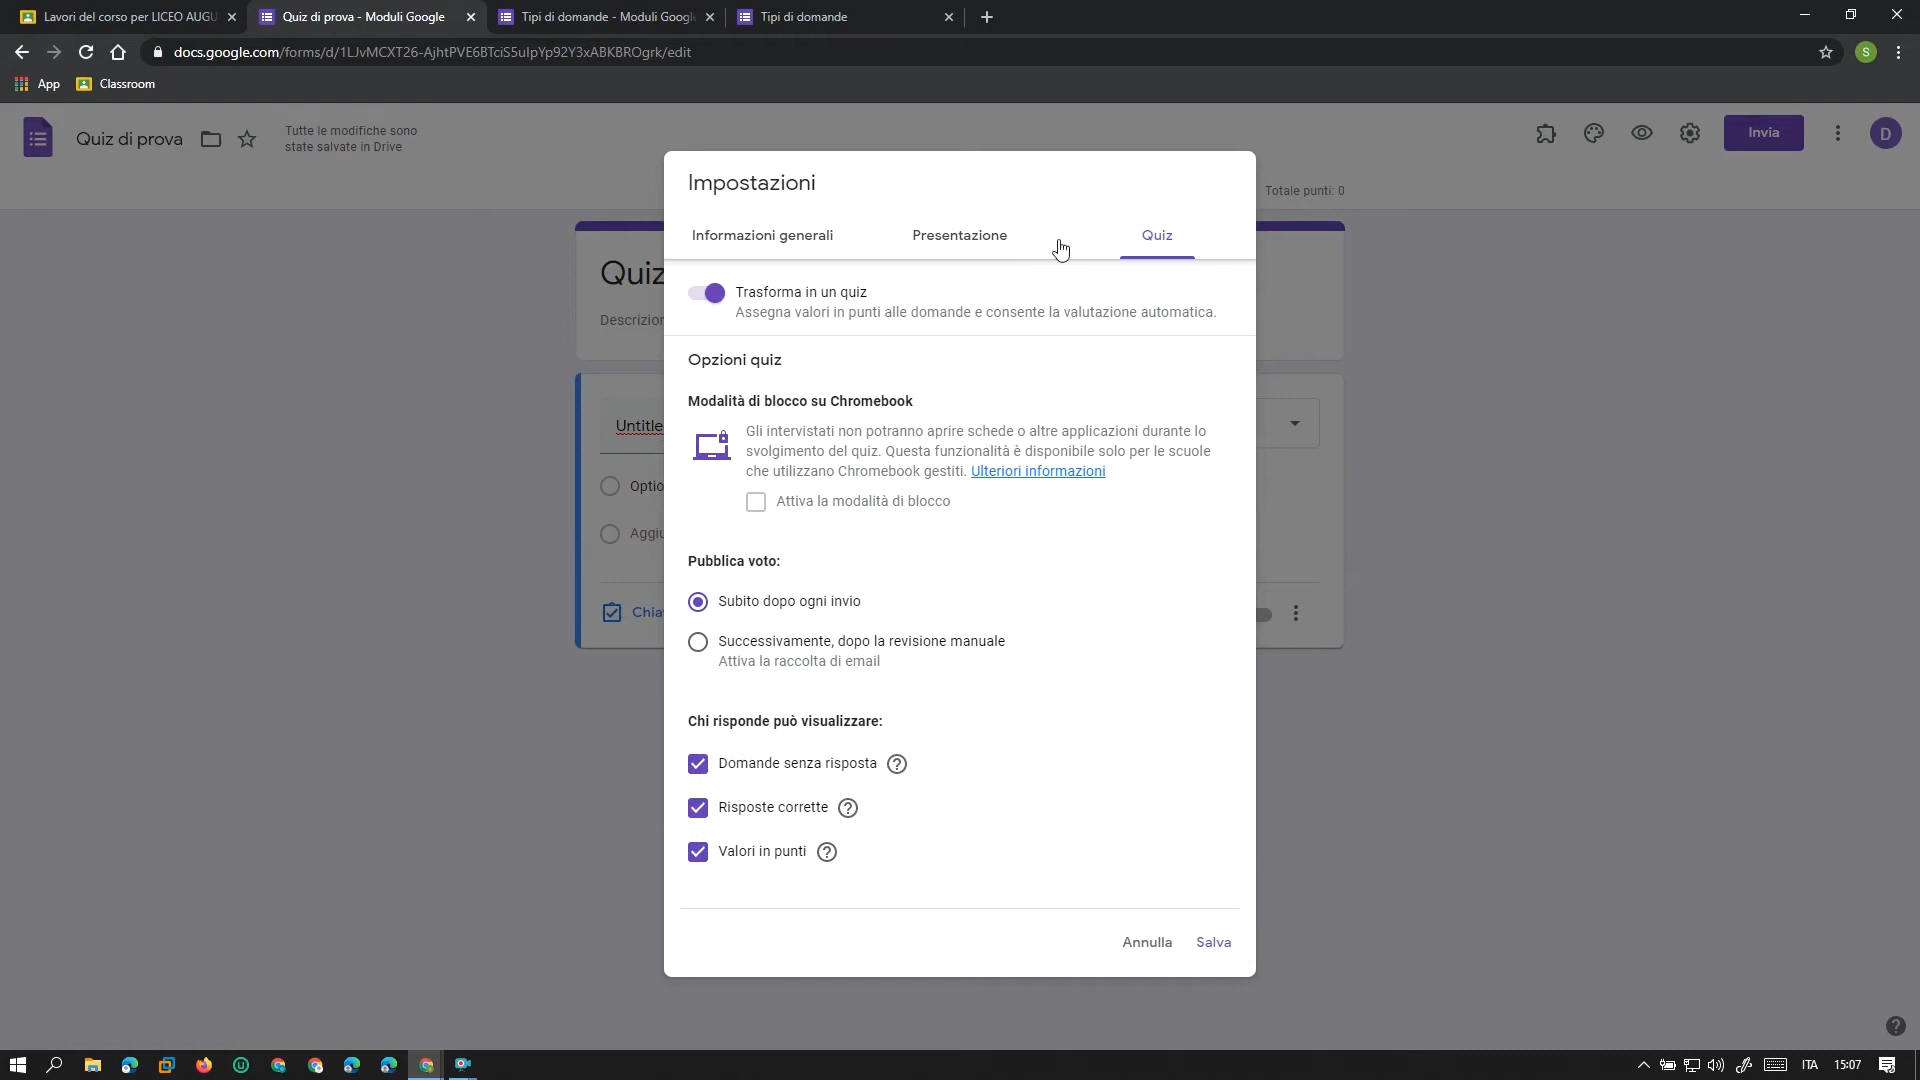 Lavori del corso per LICEO AUGU
Quiz di prova - Moduli Google
Tipi di domande - Moduli Googl
Tipi di domande
docs.google.com/forms/d/1LJvMCXT26-AjhtPVE6BTciS5uIpYp92Y3xABKBROgrk/edit
S
App
Classroom
Quiz di prova
Tutte le modifiche sono
state salvate in Drive
Invia
D
Totale punti: 0
Impostazioni
Informazioni generali
Presentazione
Quiz
Quiz
Descrizion
Trasforma in un quiz
Assegna valori in punti alle domande e consente la valutazione automatica.
Opzioni quiz
Modalità di blocco su Chromebook
Untitle
Gli intervistati non potranno aprire schede o altre applicazioni durante lo
svolgimento del quiz. Questa funzionalità è disponibile solo per le scuole
che utilizzano Chromebook gestiti. Ulteriori informazioni
Optio
Attiva la modalità di blocco
Aggiu
Pubblica voto:
Subito dopo ogni invio
Chia
Successivamente, dopo la revisione manuale
Attiva la raccolta di email
Chi risponde può visualizzare:
Domande senza risposta
Risposte corrette
Valori in punti
Annulla
Salva
ITA
15:07